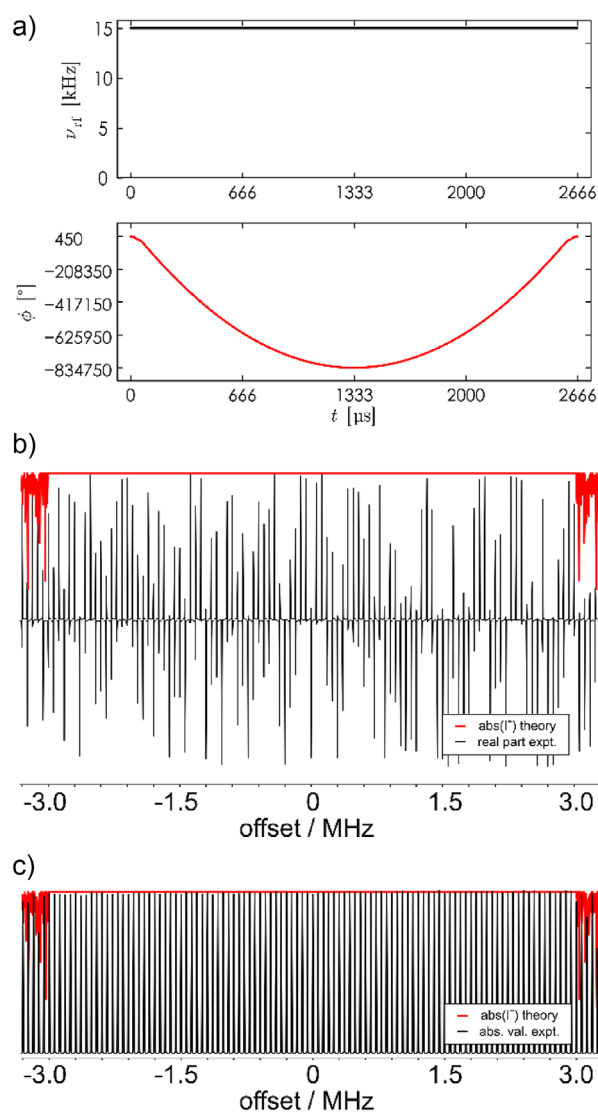 a)
15
10
5
0
ν_rf [kHz]
0 666 1333 2000 2666
450
−208350
−417150
−625950
−834750
ϕ [°]
0 666 1333 2000 2666
t [µs]
b)
abs(I⁻) theory
real part expt.
-3.0 -1.5 0 1.5 3.0
offset / MHz
c)
abs(I⁻) theory
abs. val. expt.
-3.0 -1.5 0 1.5 3.0
offset / MHz